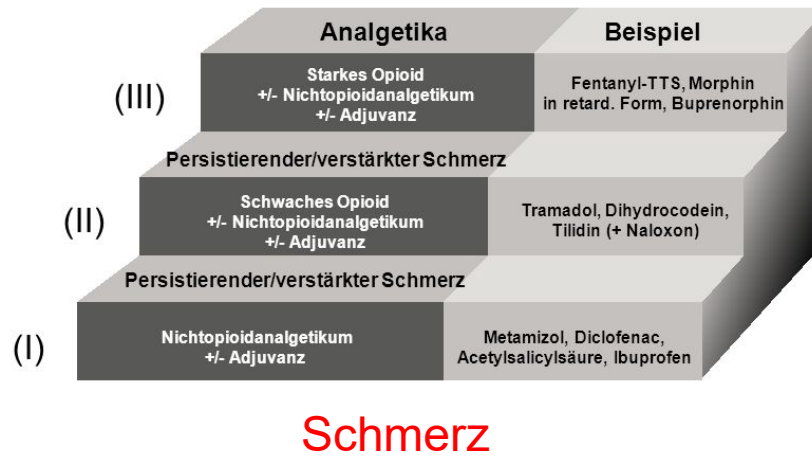 Analgetika
Beispiel
(III)
Starkes Opioid
+/- Nichtopioidanalgetikum
+/- Adjuvanz
Fentanyl-TTS, Morphin
in retard. Form, Buprenorphin
Persistierender/verstärkter Schmerz
(II)
Schwaches Opioid
+/- Nichtopioidanalgetikum
+/- Adjuvanz
Tramadol, Dihydrocodein,
Tilidin (+ Naloxon)
Persistierender/verstärkter Schmerz
(I)
Nichtopioidanalgetikum
+/- Adjuvanz
Metamizol, Diclofenac,
Acetylsalicylsäure, Ibuprofen
Schmerz